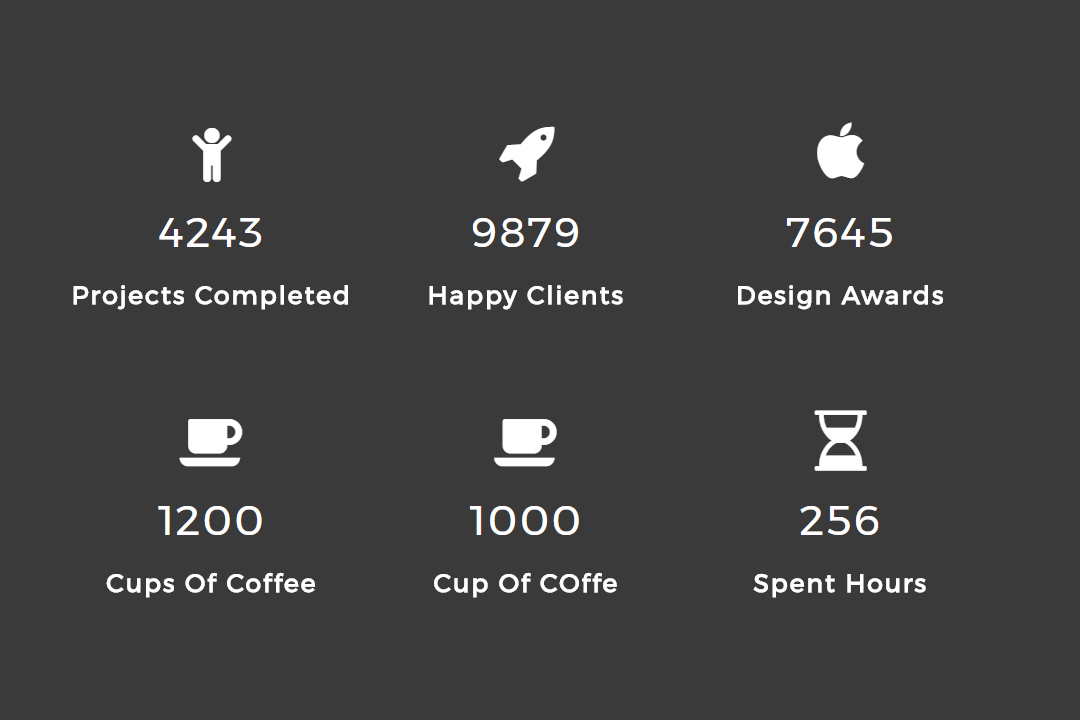 4243
9879
7645
Projects Completed
Happy Clients
Design Awards
1200
1000
256
Cups Of Coffee
Cup Of COffe
Spent Hours